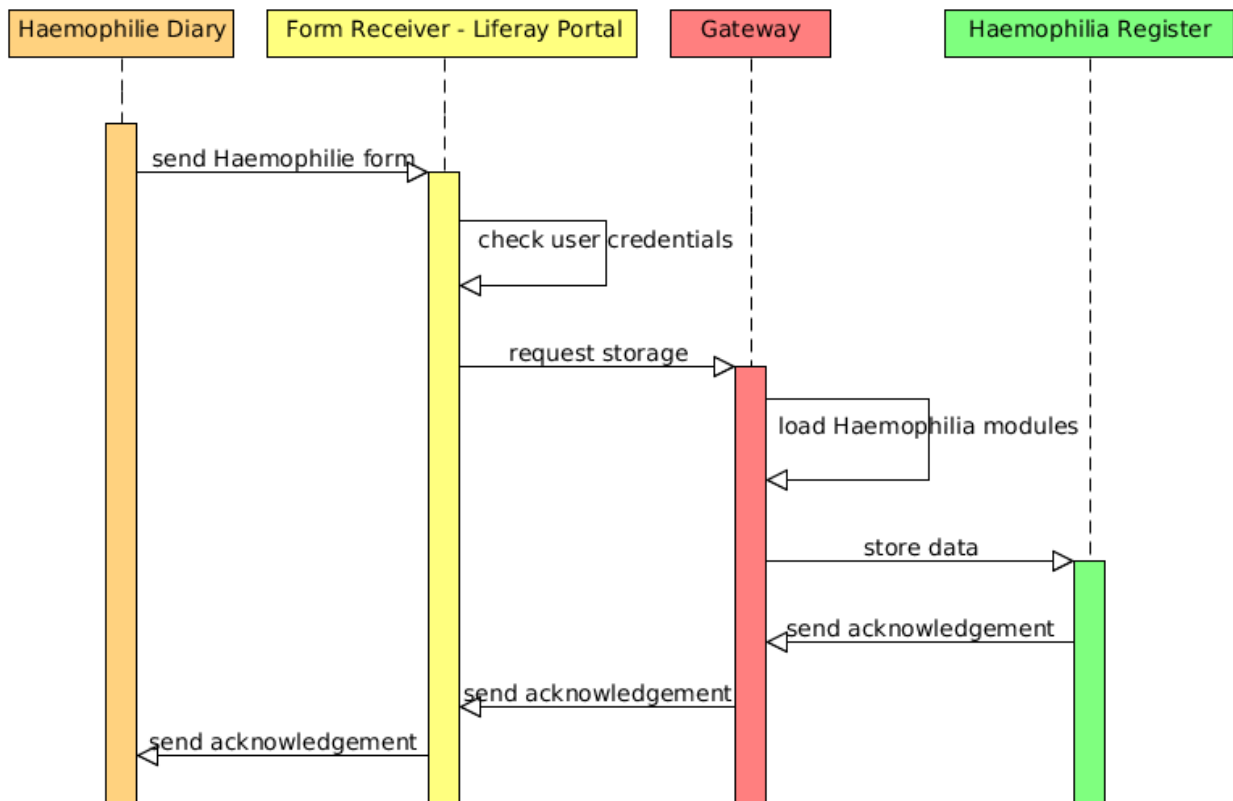 Haemophilie Diary
Form Receiver - Liferay Portal
Gateway
Haemophilia Register
send Haemophilie form
check user credentials
request storage
load Haemophilia modules
store data
send acknowledgement
send acknowledgement
send acknowledgement